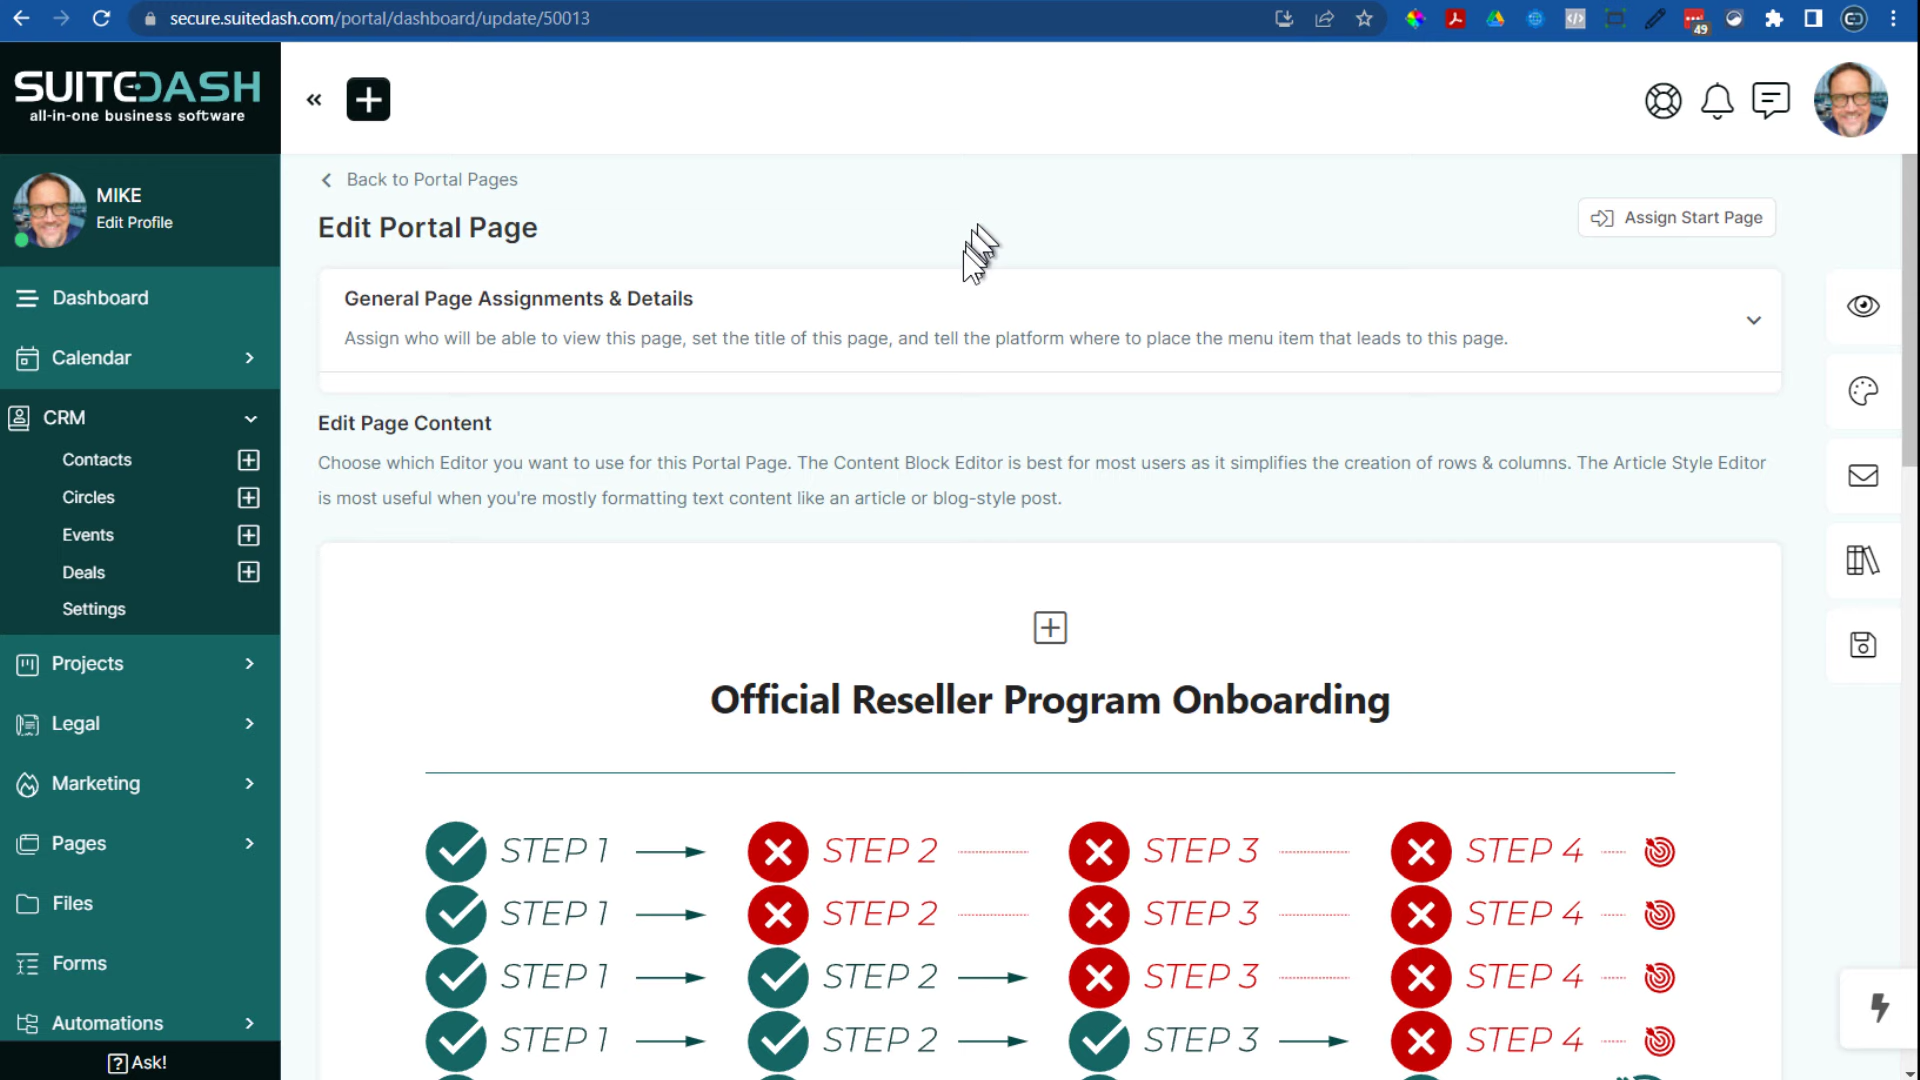 secure.suitedash.com/portal/dashboard/update/50013
49
SUITEDASH
all-in-one business software
MIKE
Edit Profile
Dashboard
Calendar
CRM
Contacts
Circles
Events
Deals
Settings
Projects
Legal
Marketing
Pages
Files
Forms
Automations
Ask!
Back to Portal Pages
Edit Portal Page
Assign Start Page
General Page Assignments & Details
Assign who will be able to view this page, set the title of this page, and tell the platform where to place the menu item that leads to this page.
Edit Page Content
Choose which Editor you want to use for this Portal Page. The Content Block Editor is best for most users as it simplifies the creation of rows & columns. The Article Style Editor
is most useful when you're mostly formatting text content like an article or blog-style post.
Official Reseller Program Onboarding
STEP 1 STEP 2 STEP 3 STEP 4
STEP 1 STEP 2 STEP 3 STEP 4
STEP 1 STEP 2 STEP 3 STEP 4
STEP 1 STEP 2 STEP 3 STEP 4